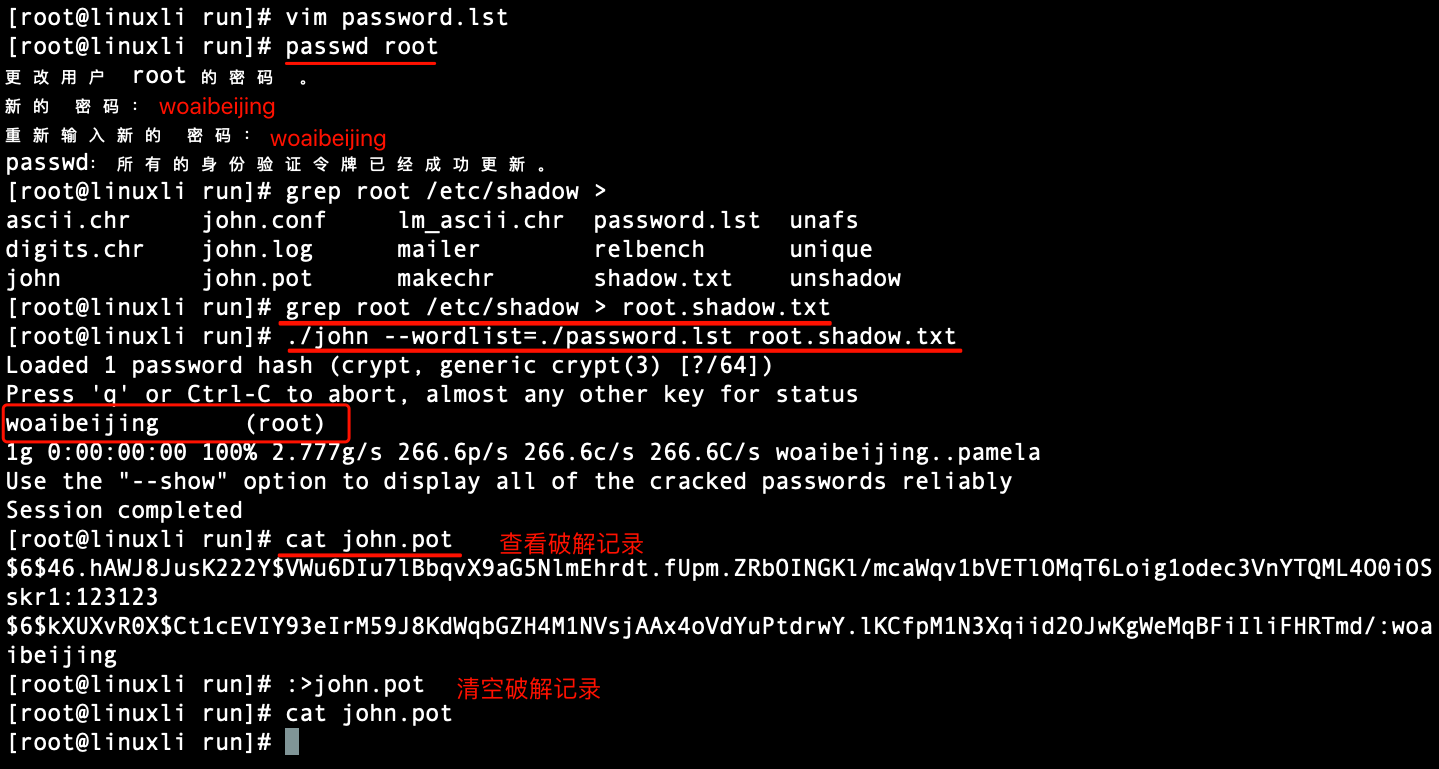 [root@linuxli run]# vim password.lst
[root@linuxli run]# passwd root
更改用户 root 的密码 。
新的 密码： woaibeijing
重新输入新的 密码： woaibeijing
passwd：所有的身份验证令牌已经成功更新。
[root@linuxli run]# grep root /etc/shadow >
ascii.chr john.conf lm_ascii.chr password.lst unafs
digits.chr john.log mailer relbench unique
john john.pot makechr shadow.txt unshadow
[root@linuxli run]# grep root /etc/shadow > root.shadow.txt
[root@linuxli run]# ./john --wordlist=./password.lst root.shadow.txt
Loaded 1 password hash (crypt, generic crypt(3) [?/64])
Press 'q' or Ctrl-C to abort, almost any other key for status
woaibeijing (root)
1g 0:00:00:00 100% 2.777g/s 266.6p/s 266.6c/s 266.6C/s woaibeijing..pamela
Use the "--show" option to display all of the cracked passwords reliably
Session completed
[root@linuxli run]# cat john.pot 查看破解记录
$6$46.hAWJ8JusK222Y$VWu6DIu7lBbqvX9aG5NlmEhrdt.fUpm.ZRbOINGKl/mcaWqv1bVETlOMqT6Loig1odec3VnYTQML4O0iOS
skr1:123123
$6$kXUXvR0X$Ct1cEVIY93eIrM59J8KdWqbGZH4M1NVsjAAx4oVdYuPtdrwY.lKCfpM1N3Xqiid2OJwKgWeMqBFiIliFHRTmd/:woa
ibeijing
[root@linuxli run]# :>john.pot 清空破解记录
[root@linuxli run]# cat john.pot
[root@linuxli run]#